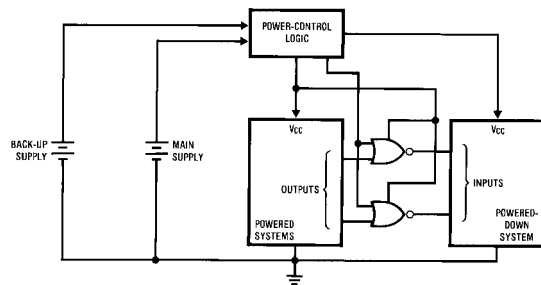 POWER-CONTROL
LOGIC
BACK-UP
SUPPLY
MAIN
SUPPLY
VCC
OUTPUTS
POWERED
SYSTEMS
VCC
INPUTS
POWERED-
DOWN
SYSTEM